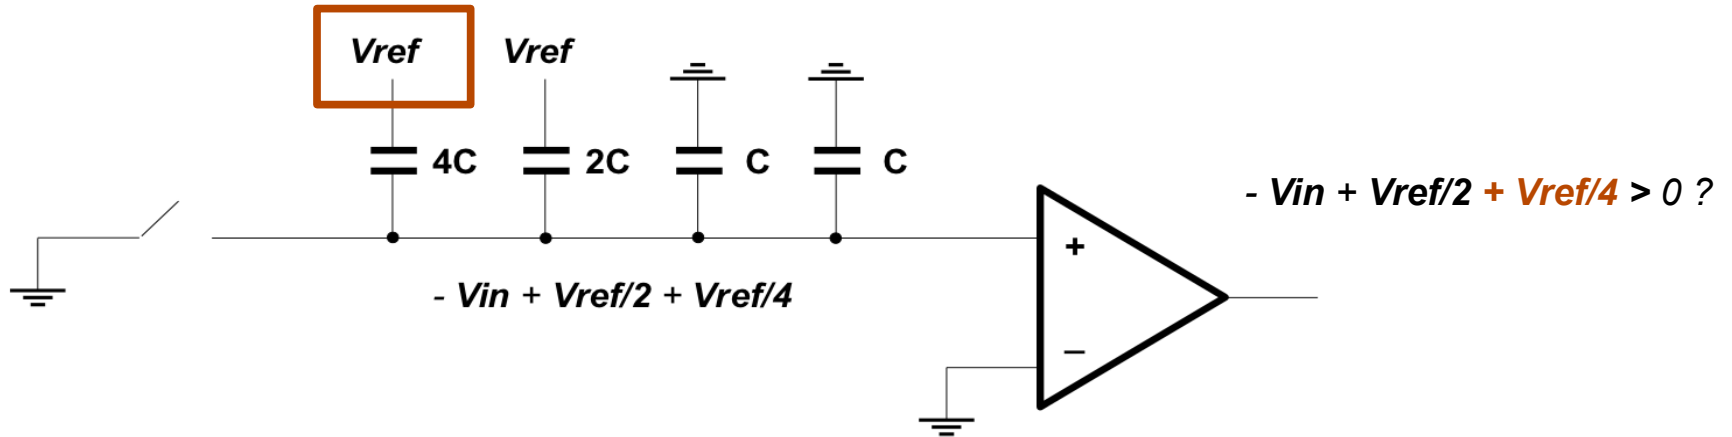 Vref
Vref
4C
2C
C
C
- Vin + Vref/2 + Vref/4 > 0 ?
+
- Vin + Vref/2 + Vref/4
–